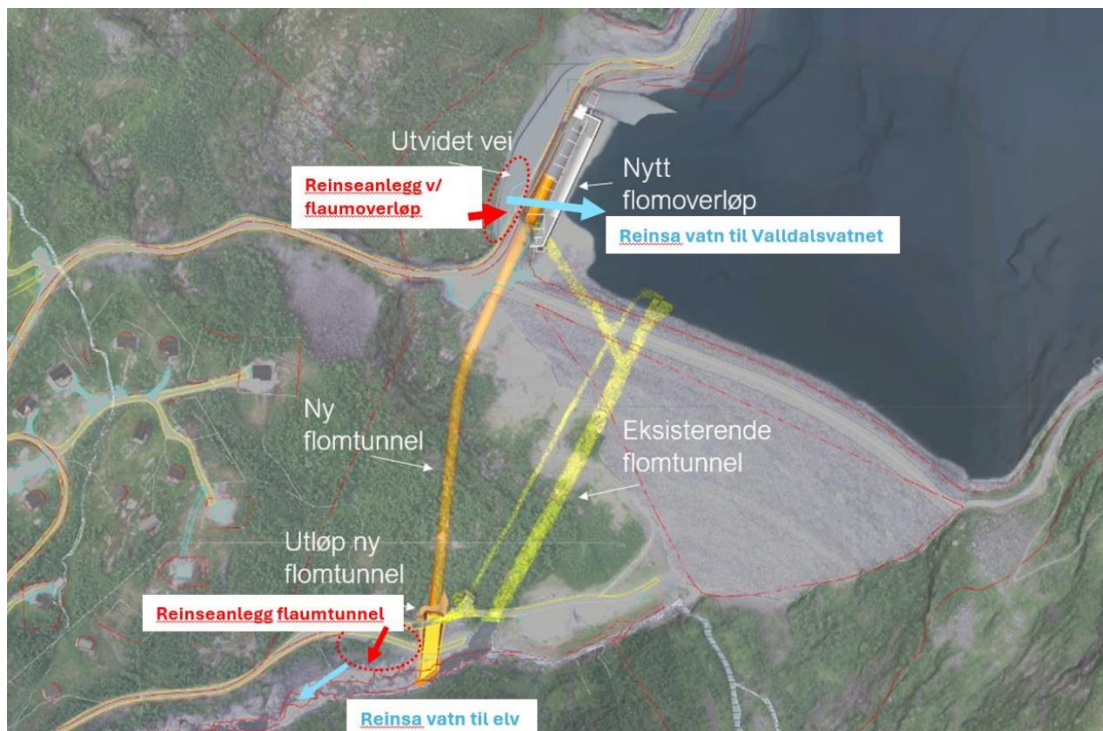 Utvidet vei
Reinseanlegg v/
flaumoverløp
Nytt
flomoverløp
Reinsa vatn til Valldalsvatnet
Ny
flomtunnel
Eksisterende
flomtunnel
Utløp ny
flomtunnel
Reinseanlegg flaumtunnel
Reinsa vatn til elv